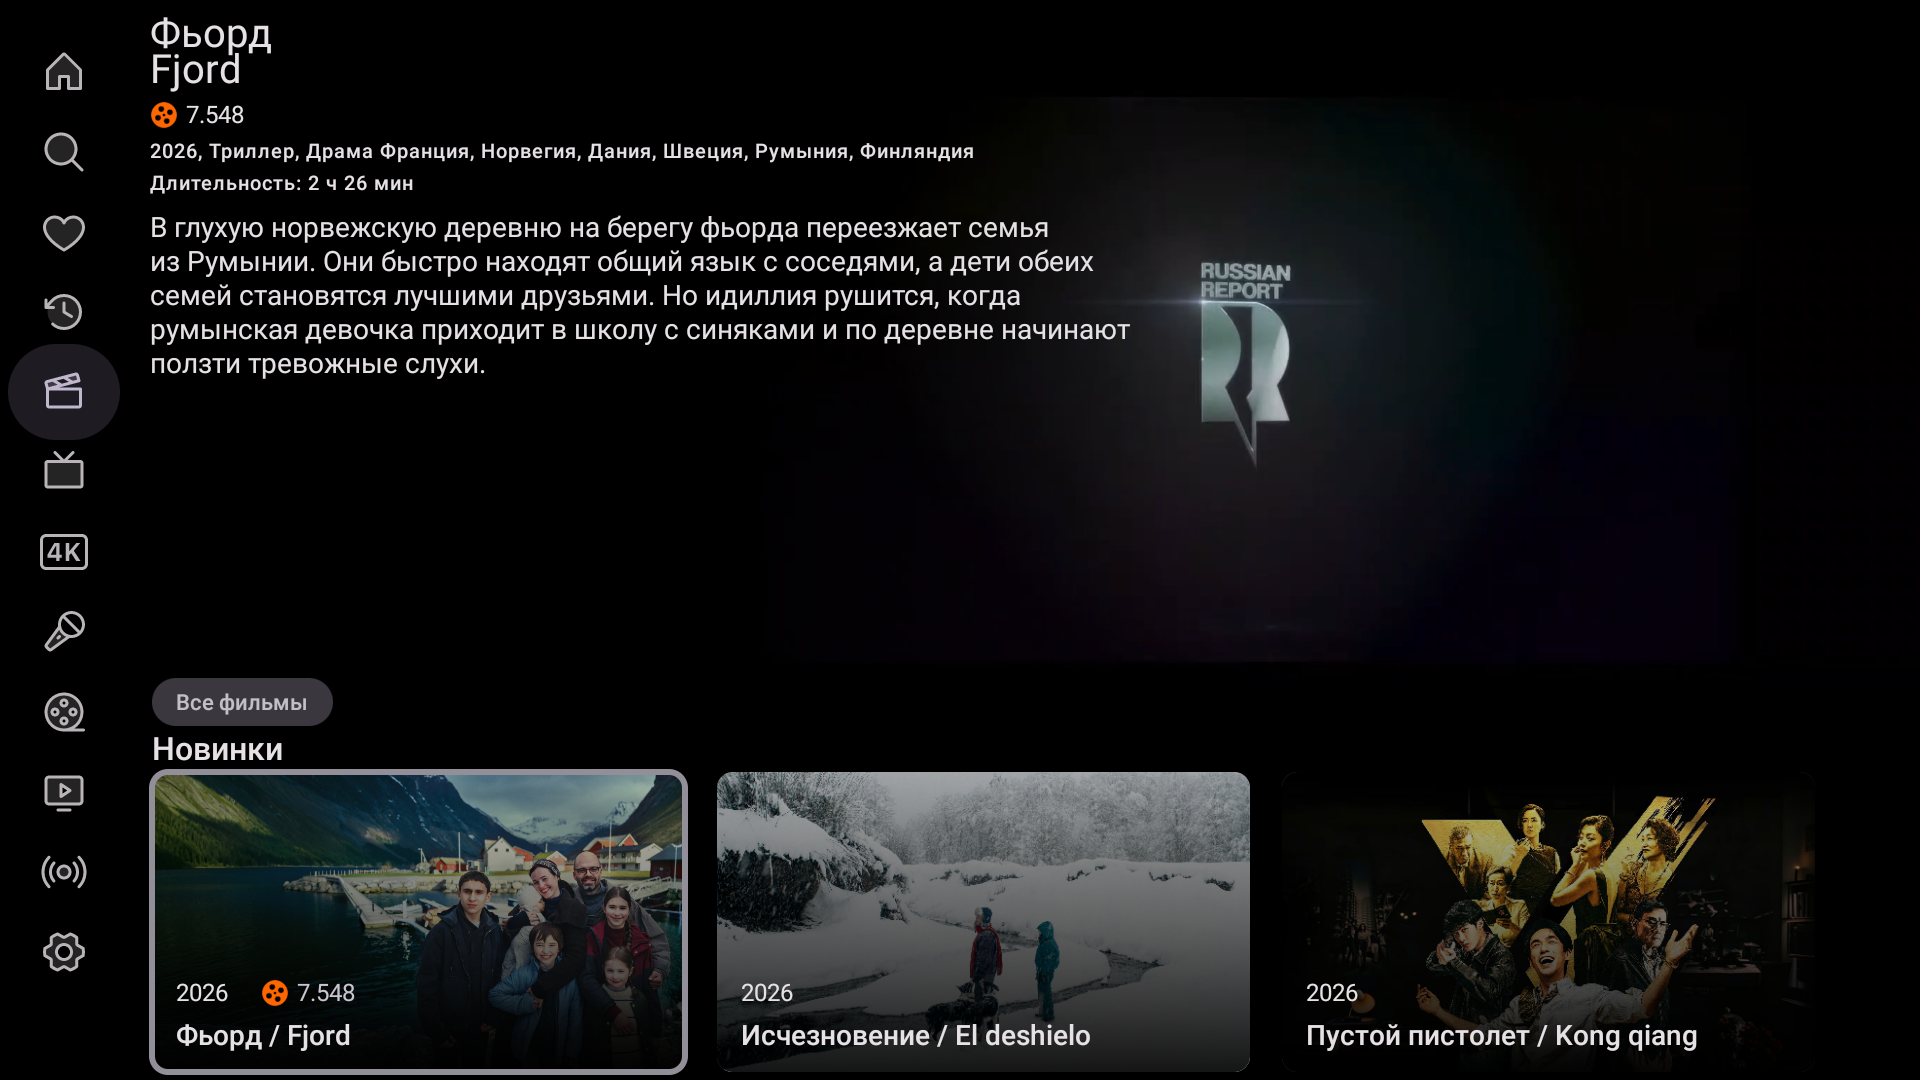 Фьорд
Fjord
7.548
2026, Триллер, Драма Франция, Норвегия, Дания, Швеция, Румыния, Финляндия
Длительность: 2 ч 26 мин
В глухую норвежскую деревню на берегу фьорда переезжает семья
из Румынии. Они быстро находят общий язык с соседями, а дети обеих
семей становятся лучшими друзьями. Но идиллия рушится, когда
румынская девочка приходит в школу с синяками и по деревне начинают
ползти тревожные слухи.
RUSSIAN
REPORT
4K
Все фильмы
Новинки
2026 7.548
Фьорд / Fjord
2026
Исчезновение / El deshielo
2026
Пустой пистолет / Kong qiang